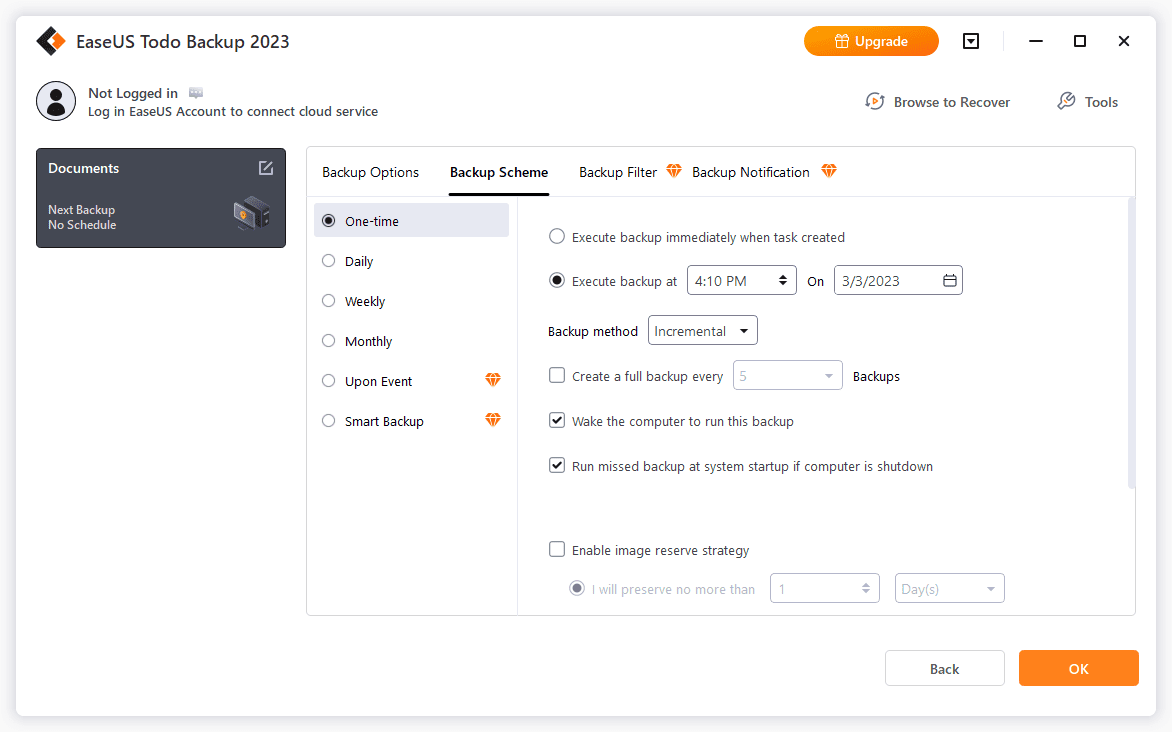 EaseUS Todo Backup 2023
Upgrade
Not Logged in
Log in EaseUS Account to connect cloud service
Browse to Recover
Tools
Documents
Next Backup
No Schedule
Backup Options
Backup Scheme
Backup Filter
Backup Notification
One-time
Daily
Weekly
Monthly
Upon Event
Smart Backup
Execute backup immediately when task created
Execute backup at 4:10 PM On 3/3/2023
Backup method Incremental
Create a full backup every 5 Backups
Wake the computer to run this backup
Run missed backup at system startup if computer is shutdown
Enable image reserve strategy
I will preserve no more than 1 Day(s)
Back
OK